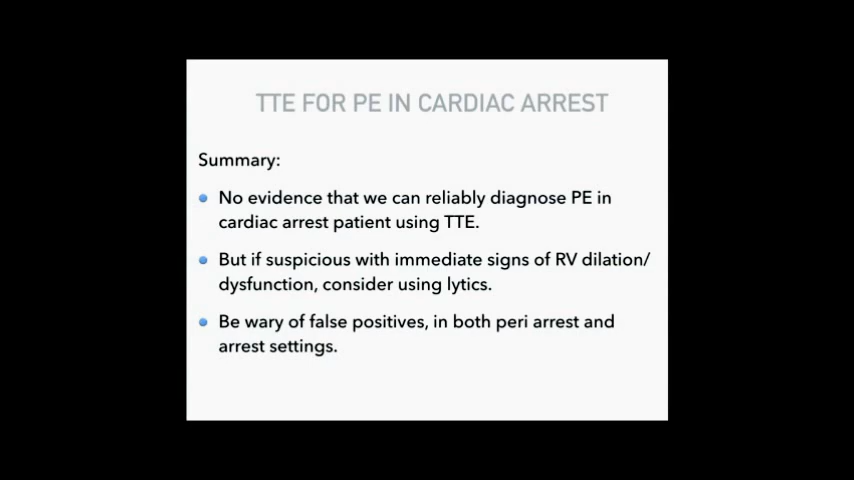 TTE FOR PE IN CARDIAC ARREST
Summary:
No evidence that we can reliably diagnose PE in
cardiac arrest patient using TTE.
But if suspicious with immediate signs of RV dilation/
dysfunction, consider using lytics.
Be wary of false positives, in both peri arrest and
arrest settings.